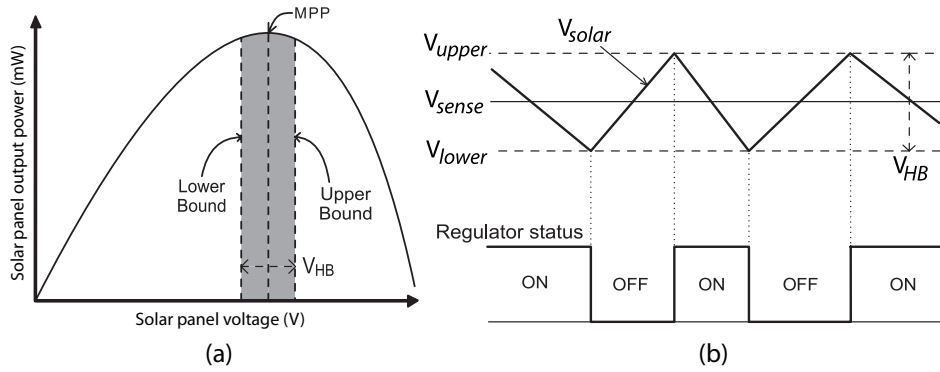 MPP
Solar panel output power (mW)
Lower
Bound
Upper
Bound
VHB
Solar panel voltage (V)
(a)
Vupper
Vsolar
Vsense
Vlower
VHB
Regulator status
ON
OFF
ON
OFF
ON
(b)